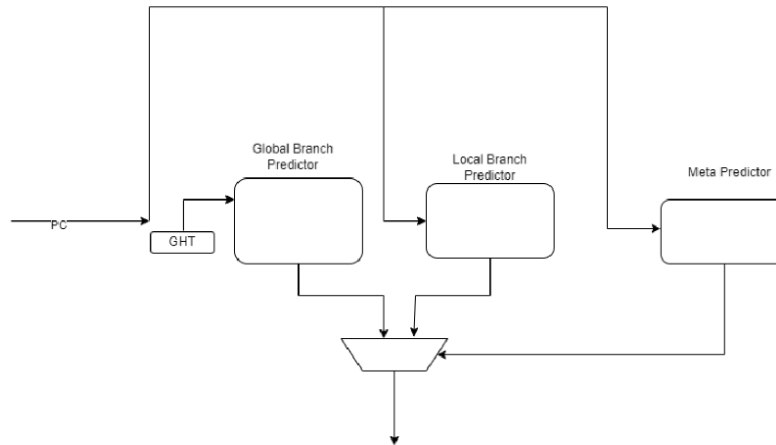 Global Branch
Predictor
Local Branch
Predictor
Meta Predictor
PC
GHT